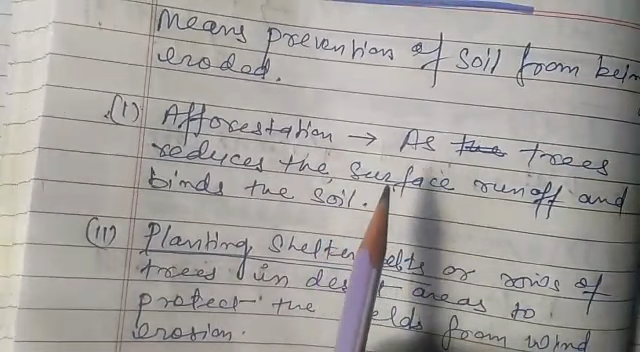 Means prevention of soil from being
eroded.
(I) Afforestation → As the trees
reduces the surface runoff and
binds the soil.
(II) Planting shelter belts or rows of
trees in desert areas to
protect the fields from wind
erosion.